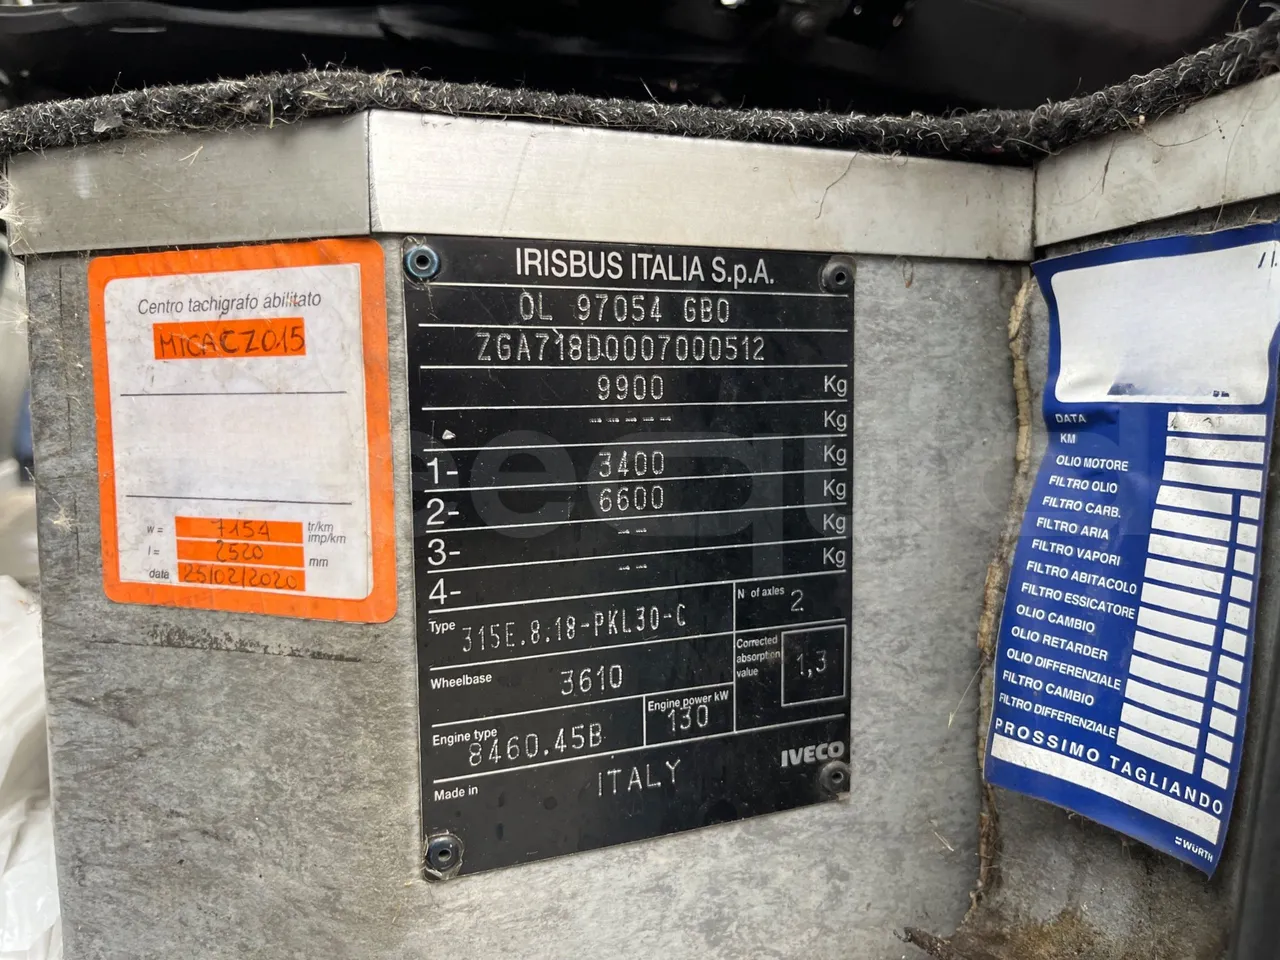 Centro tachigrafo abilitato
MTCACZ015
w = 7154 tr/km imp/km
l = 2520 mm
data 25/02/2020
IRISBUS ITALIA S.p.A.
OL 97054 GBO
ZGA718D0007000512
9900 Kg
----- Kg
1- 3400 Kg
2- 6600 Kg
3- -- Kg
4- -- Kg
Type 315E.8.18-PKL30-C
N of axles 2
Wheelbase 3610
Corrected absorption value 1,3
Engine type 8460.45B
Engine power kW 130
Made in ITALY
IVECO
DATA
KM
OLIO MOTORE
FILTRO OLIO
FILTRO CARB.
FILTRO ARIA
FILTRO VAPORI
FILTRO ABITACOLO
FILTRO ESSICATORE
OLIO CAMBIO
OLIO RETARDER
OLIO DIFFERENZIALE
FILTRO CAMBIO
FILTRO DIFFERENZIALE
PROSSIMO TAGLIANDO
WÜRTH